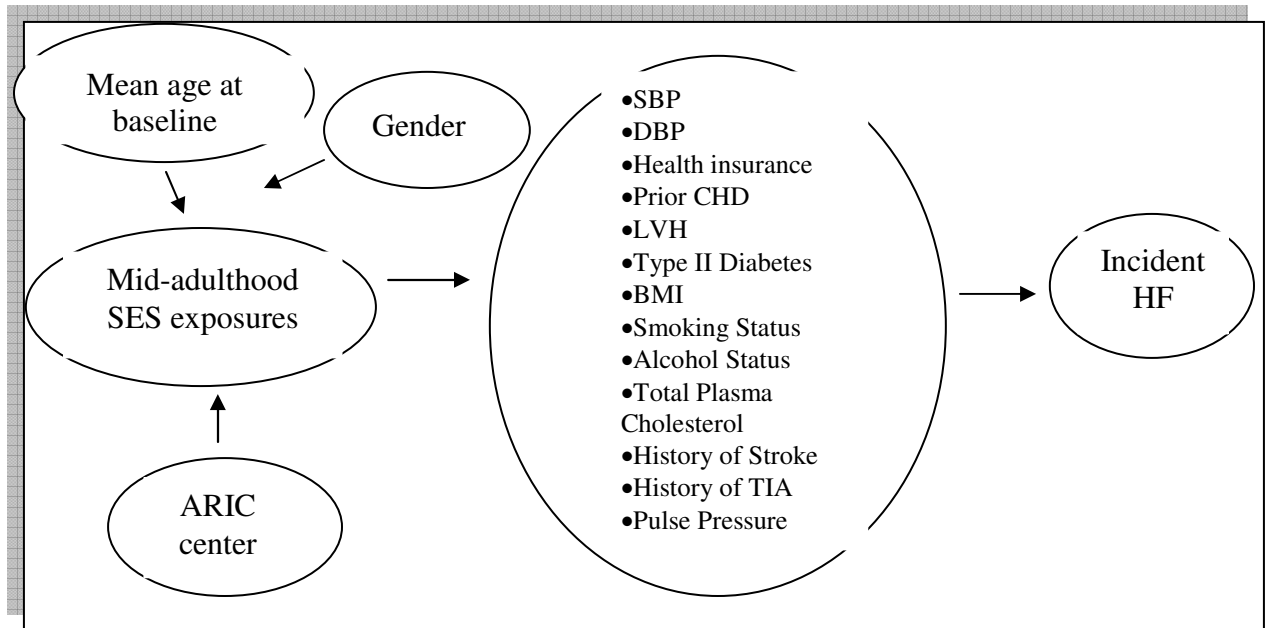 Mean age at
baseline
Gender
Mid-adulthood
SES exposures
ARIC
center
•SBP
•DBP
•Health insurance
•Prior CHD
•LVH
•Type II Diabetes
•BMI
•Smoking Status
•Alcohol Status
•Total Plasma
Cholesterol
•History of Stroke
•History of TIA
•Pulse Pressure
Incident
HF